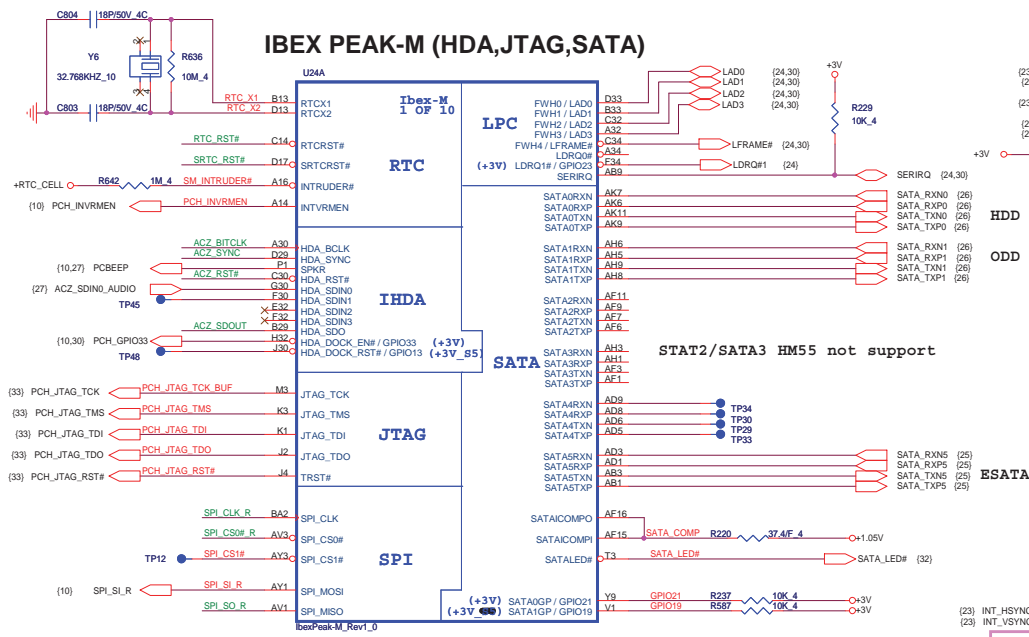 IBEX PEAK-M (HDA,JTAG,SATA)
C804 18P/50V_4C
Y6
32.768KHZ_10
2 1
3 4
R636
10M_4
C803 18P/50V_4C
U24A
Ibex-M
1 OF 10
RTC_X1 B13 RTCX1
RTC_X2 D13 RTCX2
RTC_RST# C14 RTCRST#
SRTC_RST# D17 SRTCRST#
+RTC_CELL R642 1M_4 SM_INTRUDER# A16 INTRUDER#
{10} PCH_INVRMEN PCH_INVRMEN A14 INTVRMEN
RTC
ACZ_BITCLK A30 HDA_BCLK
ACZ_SYNC D29 HDA_SYNC
{10,27} PCBEEP P1 SPKR
ACZ_RST# C30 HDA_RST#
{27} ACZ_SDIN0_AUDIO G30 HDA_SDIN0
TP45 F30 HDA_SDIN1
E32 HDA_SDIN2
F32 HDA_SDIN3
ACZ_SDOUT B29 HDA_SDO
{10,30} PCH_GPIO33 H32 HDA_DOCK_EN# / GPIO33 (+3V)
TP48 J30 HDA_DOCK_RST# / GPIO13 (+3V_S5)
IHDA
{33} PCH_JTAG_TCK PCH_JTAG_TCK_BUF M3 JTAG_TCK
{33} PCH_JTAG_TMS PCH_JTAG_TMS K3 JTAG_TMS
{33} PCH_JTAG_TDI PCH_JTAG_TDI K1 JTAG_TDI
{33} PCH_JTAG_TDO PCH_JTAG_TDO J2 JTAG_TDO
{33} PCH_JTAG_RST# PCH_JTAG_RST# J4 TRST#
JTAG
SPI_CLK_R BA2 SPI_CLK
SPI_CS0#_R AV3 SPI_CS0#
TP12 SPI_CS1# AY3 SPI_CS1#
{10} SPI_SI_R SPI_SI_R AY1 SPI_MOSI
SPI_SO_R AV1 SPI_MISO
SPI
IbexPeak-M_Rev1_0
LPC
FWH0 / LAD0 D33 LAD0 {24,30}
FWH1 / LAD1 B33 LAD1 {24,30}
FWH2 / LAD2 C32 LAD2 {24,30}
FWH3 / LAD3 A32 LAD3 {24,30}
FWH4 / LFRAME# C34 LFRAME# {24,30}
LDRQ0# A34
(+3V) LDRQ1# / GPIO23 F34 LDRQ#1 {24}
SERIRQ AB9 SERIRQ {24,30}
+3V
R229
10K_4
+3V
SATA
SATA0RXN AK7 SATA_RXN0 {26}
SATA0RXP AK6 SATA_RXP0 {26}
SATA0TXN AK11 SATA_TXN0 {26}
SATA0TXP AK9 SATA_TXP0 {26}
HDD
SATA1RXN AH6 SATA_RXN1 {26}
SATA1RXP AH5 SATA_RXP1 {26}
SATA1TXN AH9 SATA_TXN1 {26}
SATA1TXP AH8 SATA_TXP1 {26}
ODD
SATA2RXN AF11
SATA2RXP AF9
SATA2TXN AF7
SATA2TXP AF6
SATA3RXN AH3
SATA3RXP AH1
SATA3TXN AF3
SATA3TXP AF1
STAT2/SATA3 HM55 not support
SATA4RXN AD9 TP34
SATA4RXP AD8 TP30
SATA4TXN AD6 TP29
SATA4TXP AD5 TP33
SATA5RXN AD3 SATA_RXN5 {25}
SATA5RXP AD1 SATA_RXP5 {25}
SATA5TXN AB3 SATA_TXN5 {25}
SATA5TXP AB1 SATA_TXP5 {25}
ESATA
SATAICOMPO AF16
SATAICOMPI AF15 SATA_COMP R220 37.4/F_4 +1.05V
SATALED# T3 SATA_LED# SATA_LED# {32}
(+3V) SATA0GP / GPIO21 Y9 GPIO21 R237 10K_4 +3V
SATA1GP / GPIO19 V1 GPIO19 R587 10K_4 +3V
{23} INT_HSYNC
{23} INT_VSYNC